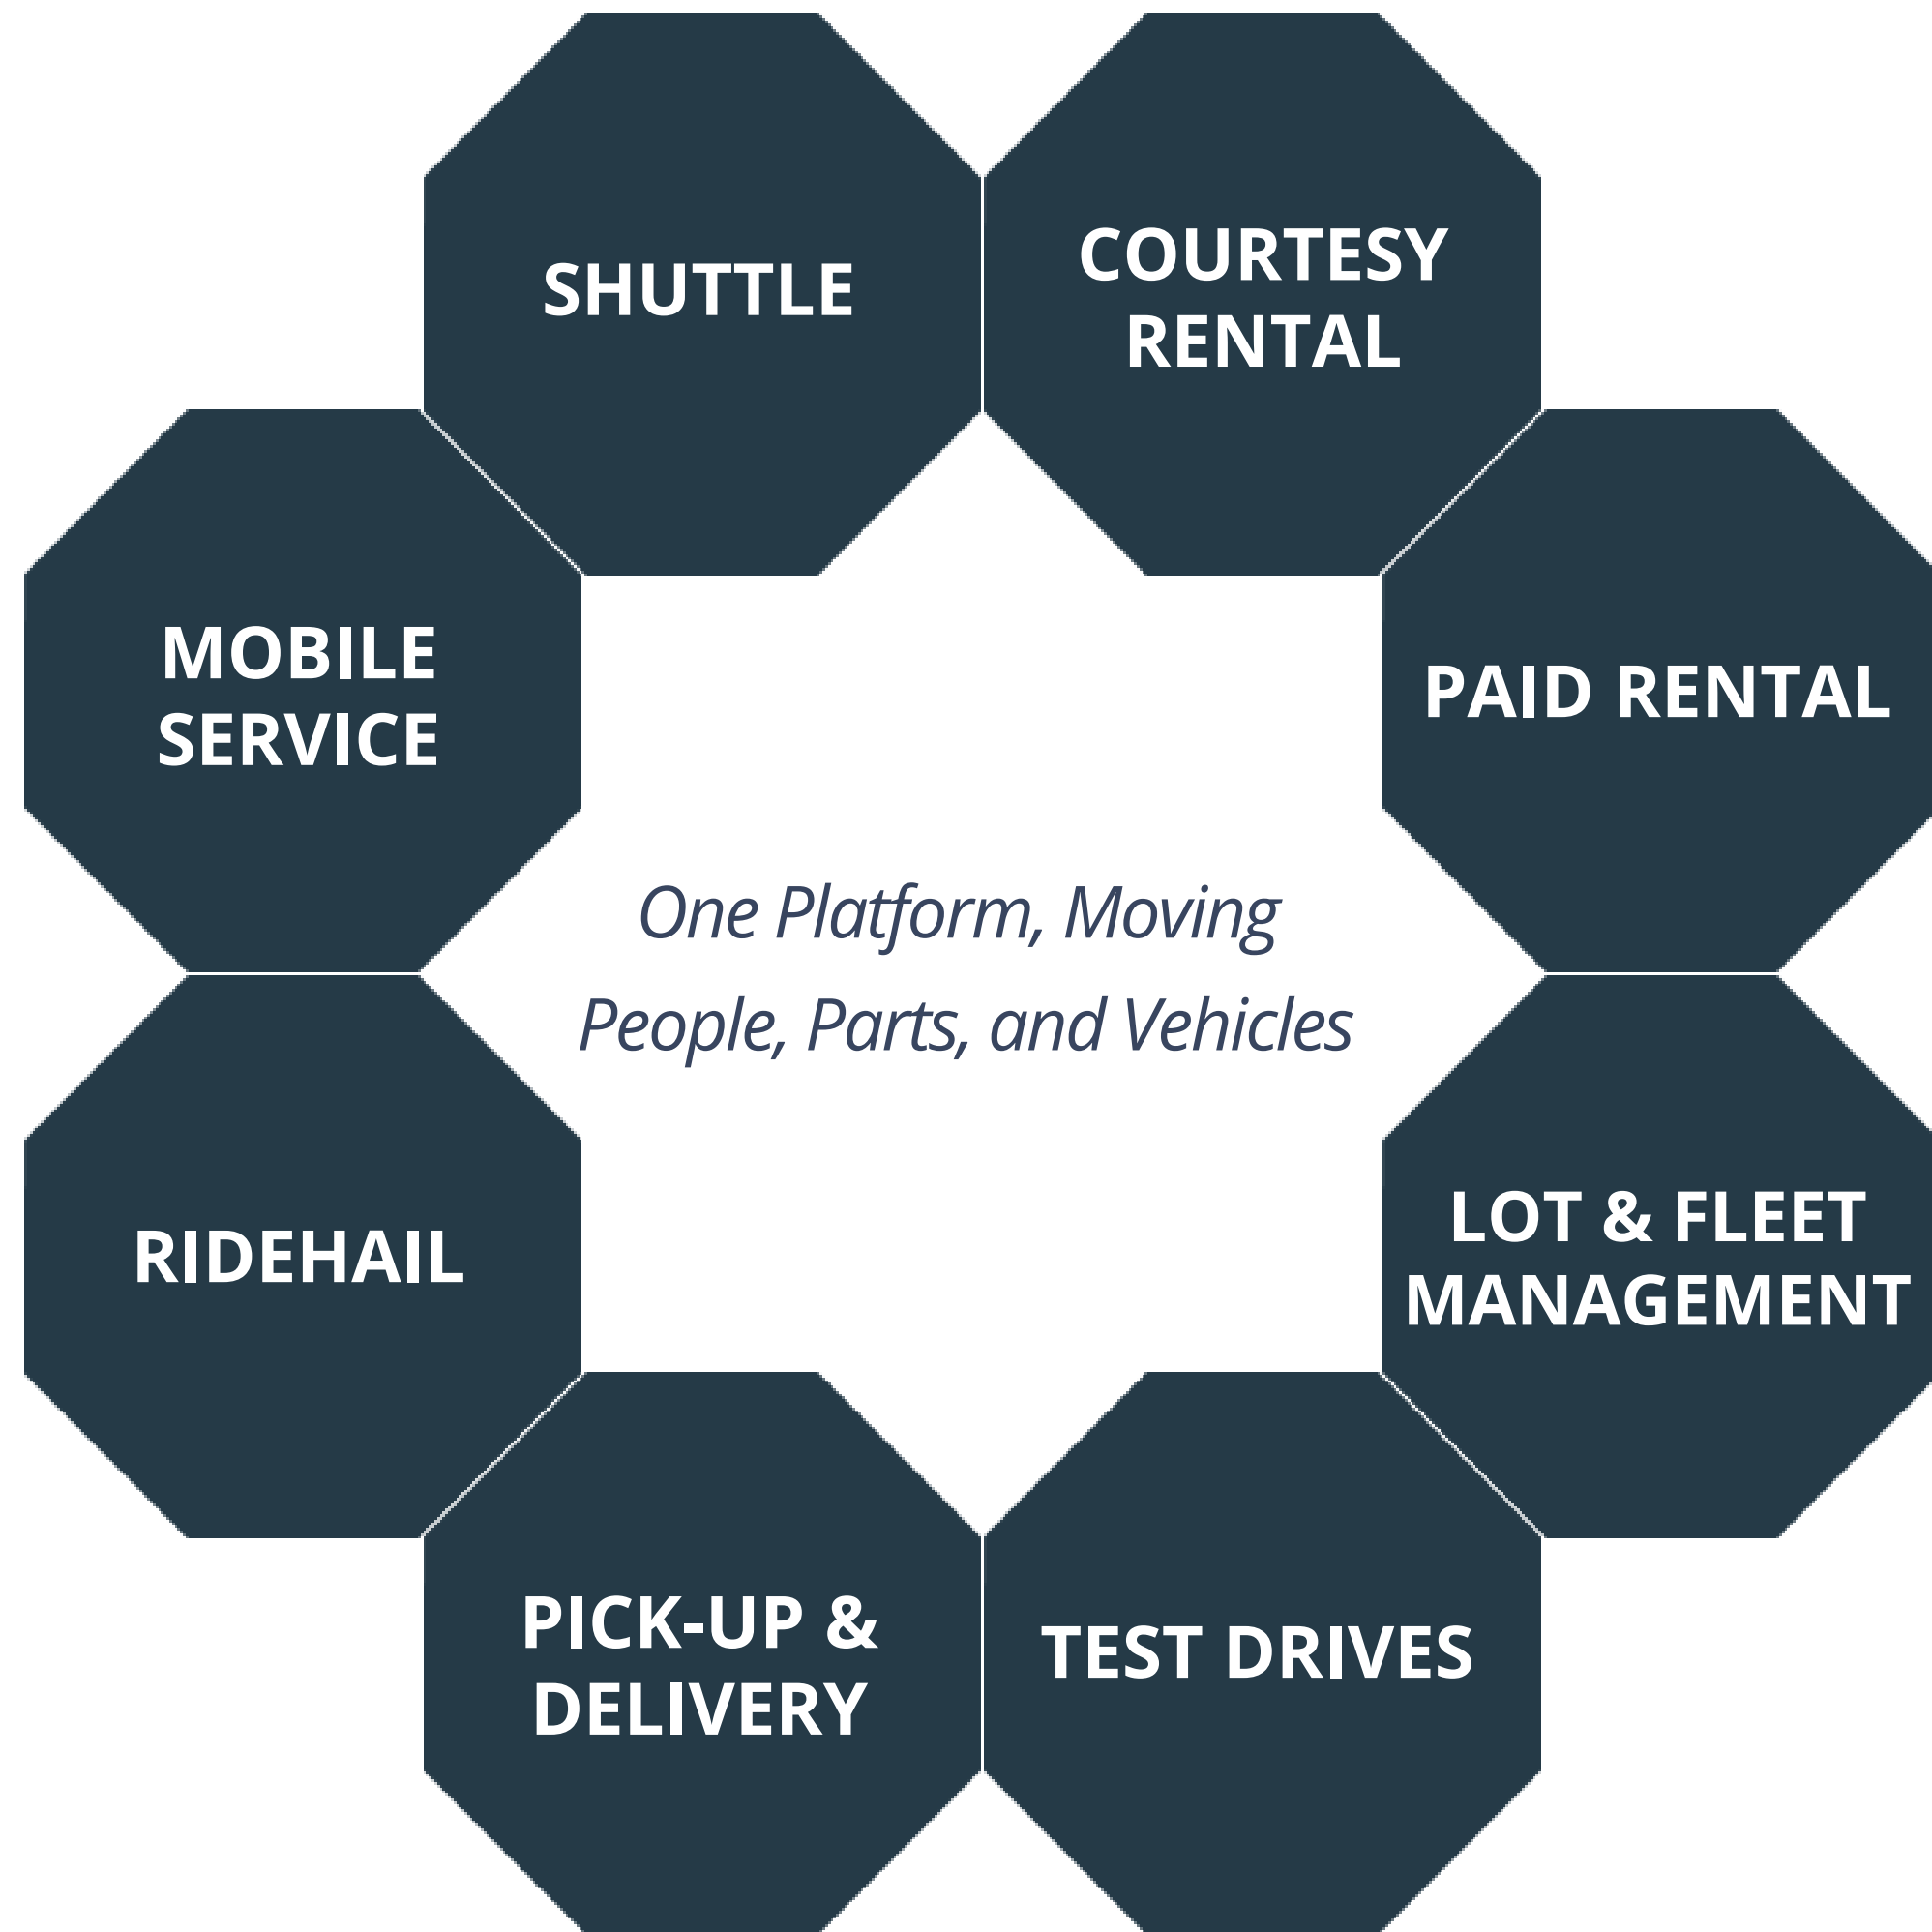 SHUTTLE
COURTESY
RENTAL
MOBILE
SERVICE
PAID RENTAL
One Platform, Moving
People, Parts, and Vehicles
RIDEHAIL
LOT & FLEET
MANAGEMENT
PICK-UP &
DELIVERY
TEST DRIVES